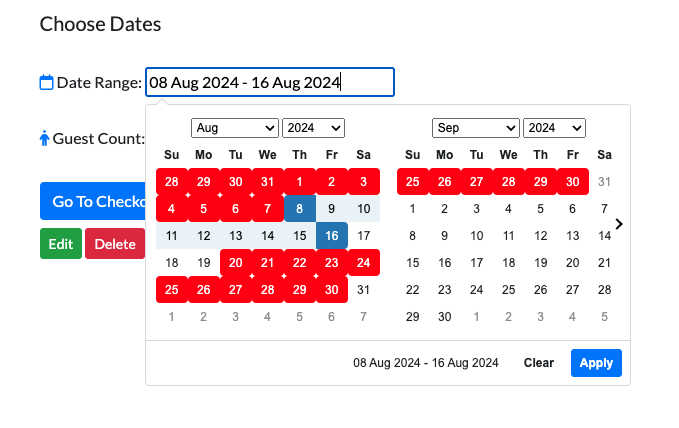 Choose Dates
Date Range: 08 Aug 2024 - 16 Aug 2024
Guest Count:
Aug 2024 Sep 2024
Su Mo Tu We Th Fr Sa Su Mo Tu We Th Fr Sa
28 29 30 31 1 2 3 25 26 27 28 29 30 31
4 5 6 7 8 9 10 1 2 3 4 5 6 7
11 12 13 14 15 16 17 8 9 10 11 12 13 14
18 19 20 21 22 23 24 15 16 17 18 19 20 21
25 26 27 28 29 30 31 22 23 24 25 26 27 28
1 2 3 4 5 6 7 29 30 1 2 3 4 5
Go To Checko
Edit Delete
08 Aug 2024 - 16 Aug 2024 Clear Apply